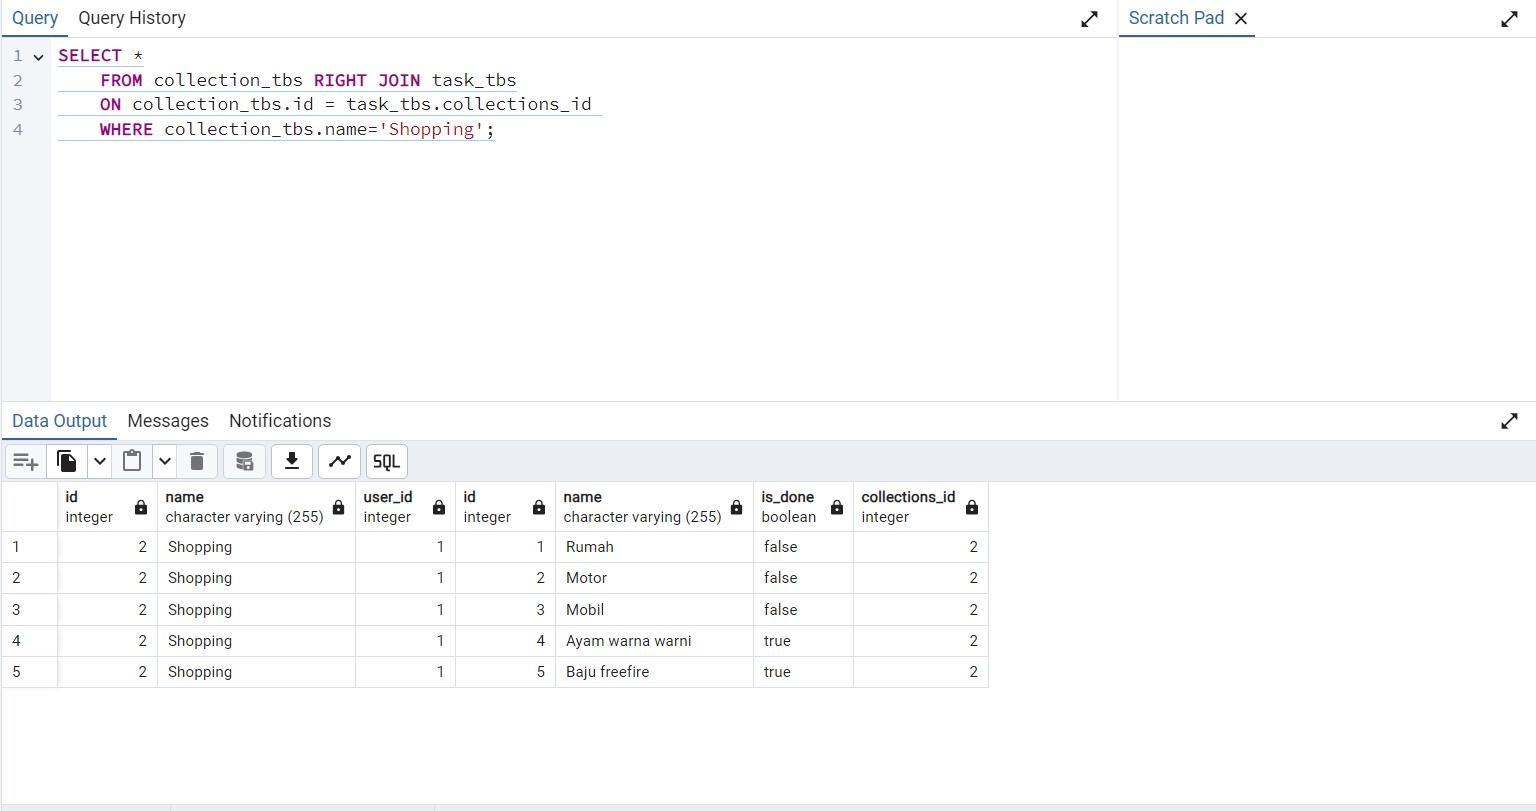 Query Query History Scratch Pad
1 SELECT *
2 FROM collection_tbs RIGHT JOIN task_tbs
3 ON collection_tbs.id = task_tbs.collections_id
4 WHERE collection_tbs.name='Shopping';
Data Output Messages Notifications
SQL
id name user_id id name is_done collections_id
integer character varying (255) integer integer character varying (255) boolean integer
1 2 Shopping 1 1 Rumah false 2
2 2 Shopping 1 2 Motor false 2
3 2 Shopping 1 3 Mobil false 2
4 2 Shopping 1 4 Ayam warna warni true 2
5 2 Shopping 1 5 Baju freefire true 2